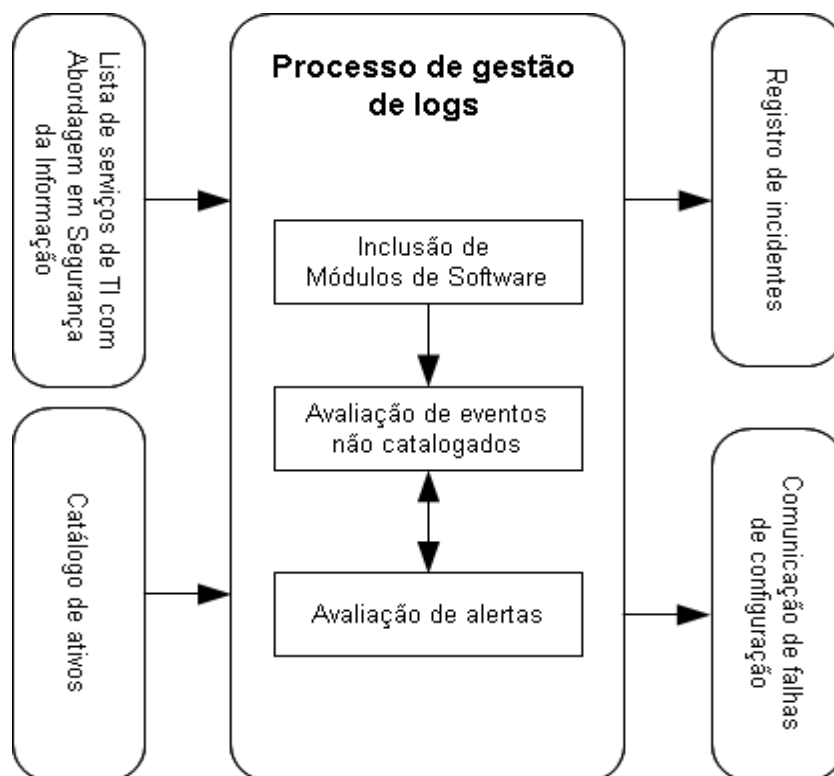 Lista de serviços de TI com
Abordagem em Segurança
da Informação
Catálogo de ativos
Processo de gestão
de logs
Inclusão de
Módulos de Software
Avaliação de eventos
não catalogados
Avaliação de alertas
Registro de incidentes
Comunicação de falhas
de configuração